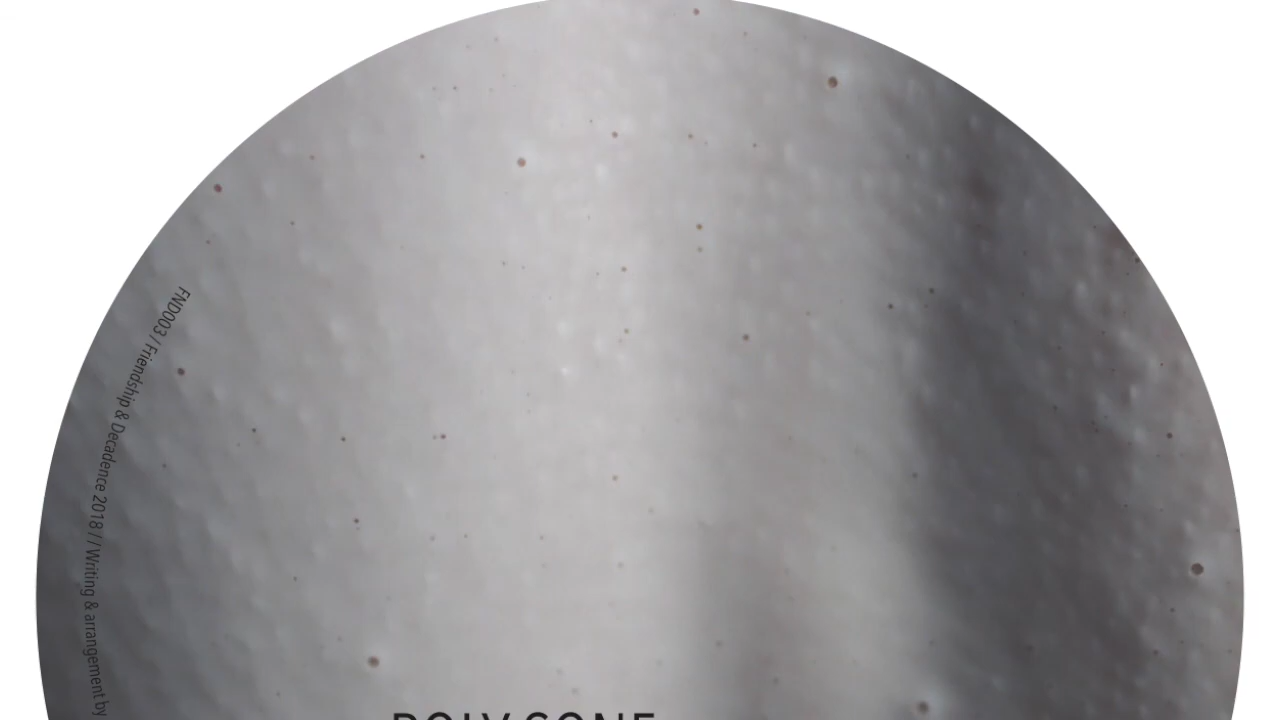 FND003 / Friendship & Decadence 2018 // Writing & arrangement by